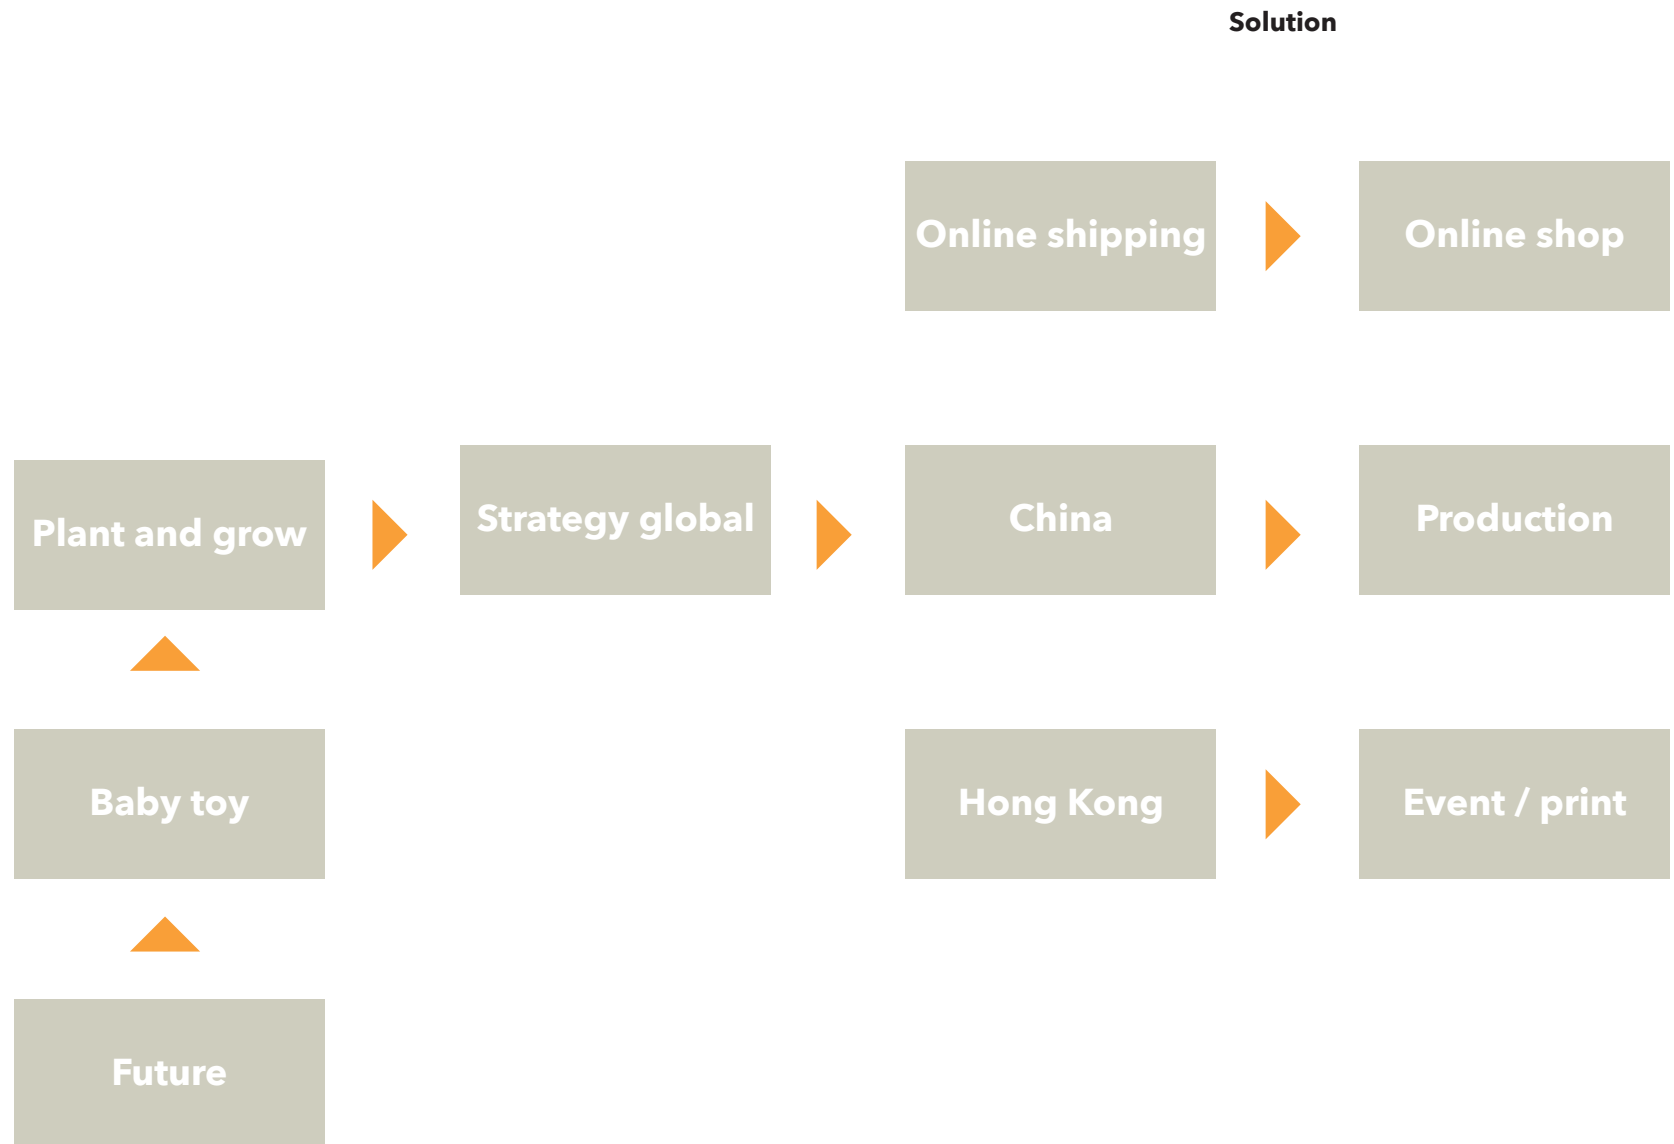 Solution
Online shipping
Online shop
Plant and grow
Strategy global
China
Production
Baby toy
Hong Kong
Event / print
Future